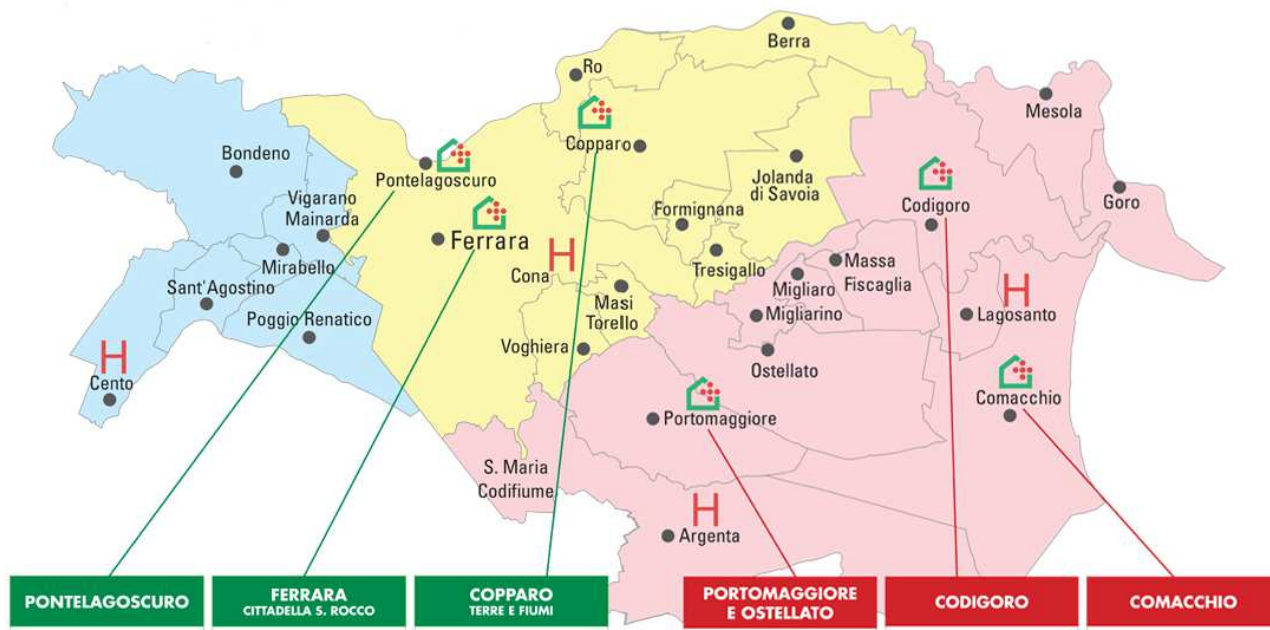 Berra
Ro
Mesola
Copparo
Bondeno
Pontelagoscuro
Jolanda
di Savoia
Goro
Vigarano
Mainarda
Codigoro
Formignana
Ferrara
Mirabello
H
Cona
Tresigallo
Massa
Fiscaglia
Sant'Agostino
Masi
Torello
Migliaro
H
Lagosanto
Poggio Renatico
Migliarino
Voghiera
Ostellato
H
Cento
Comacchio
Portomaggiore
S. Maria
Codifiume
H
Argenta
PONTELAGOSCURO
FERRARA
CITTADELLA S. ROCCO
COPPARO
TERRE E FIUMI
PORTOMAGGIORE
E OSTELLATO
CODIGORO
COMACCHIO